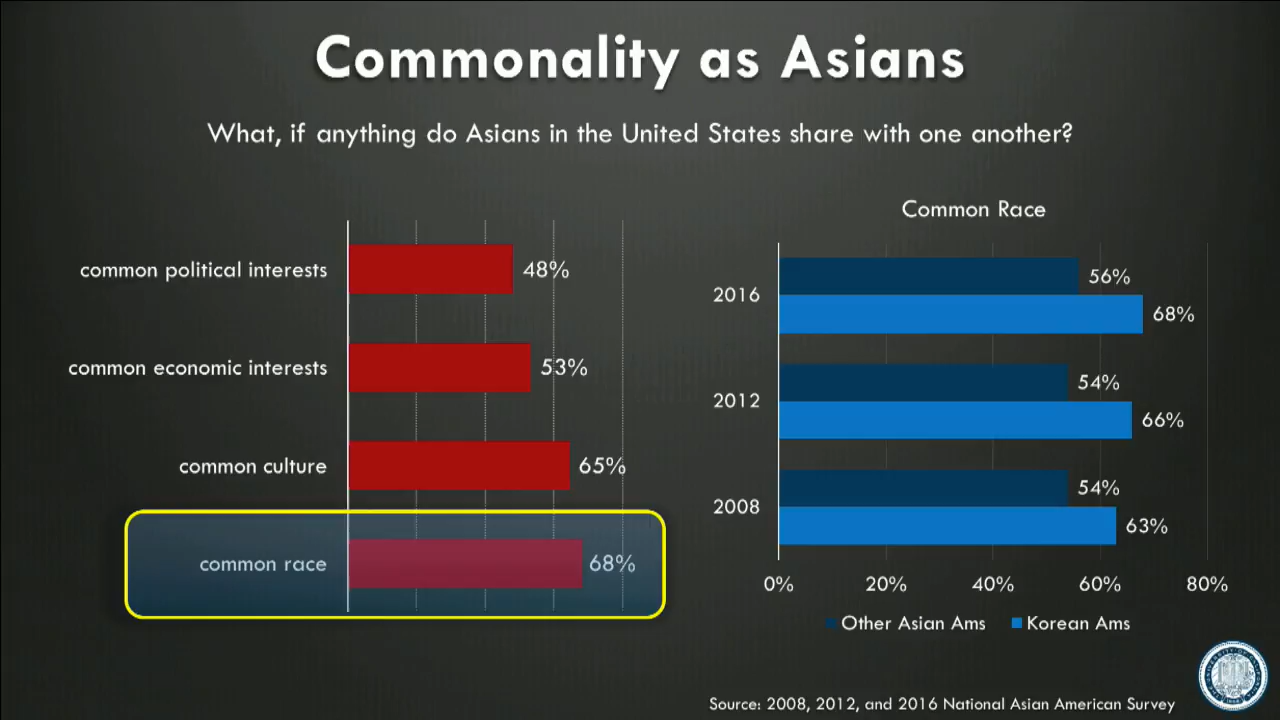 Commonality as Asians
What, if anything do Asians in the United States share with one another?
common political interests
48%
common economic interests
53%
common culture
65%
common race
68%
Common Race
2016
56%
68%
2012
54%
66%
2008
54%
63%
0%
20%
40%
60%
80%
Other Asian Ams
Korean Ams
Source: 2008, 2012, and 2016 National Asian American Survey